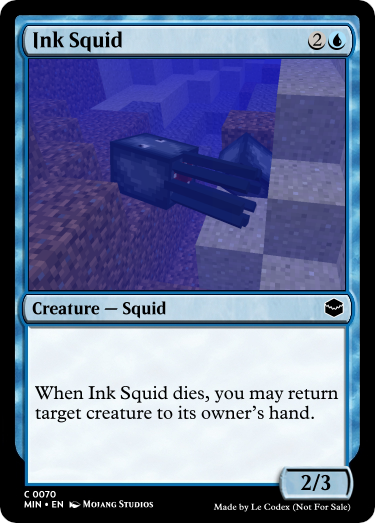 Ink Squid 2
Creature — Squid
When Ink Squid dies, you may return
target creature to its owner's hand.
2/3
C 0070
MIN • EN Mojang Studios
Made by Le Codex (Not For Sale)